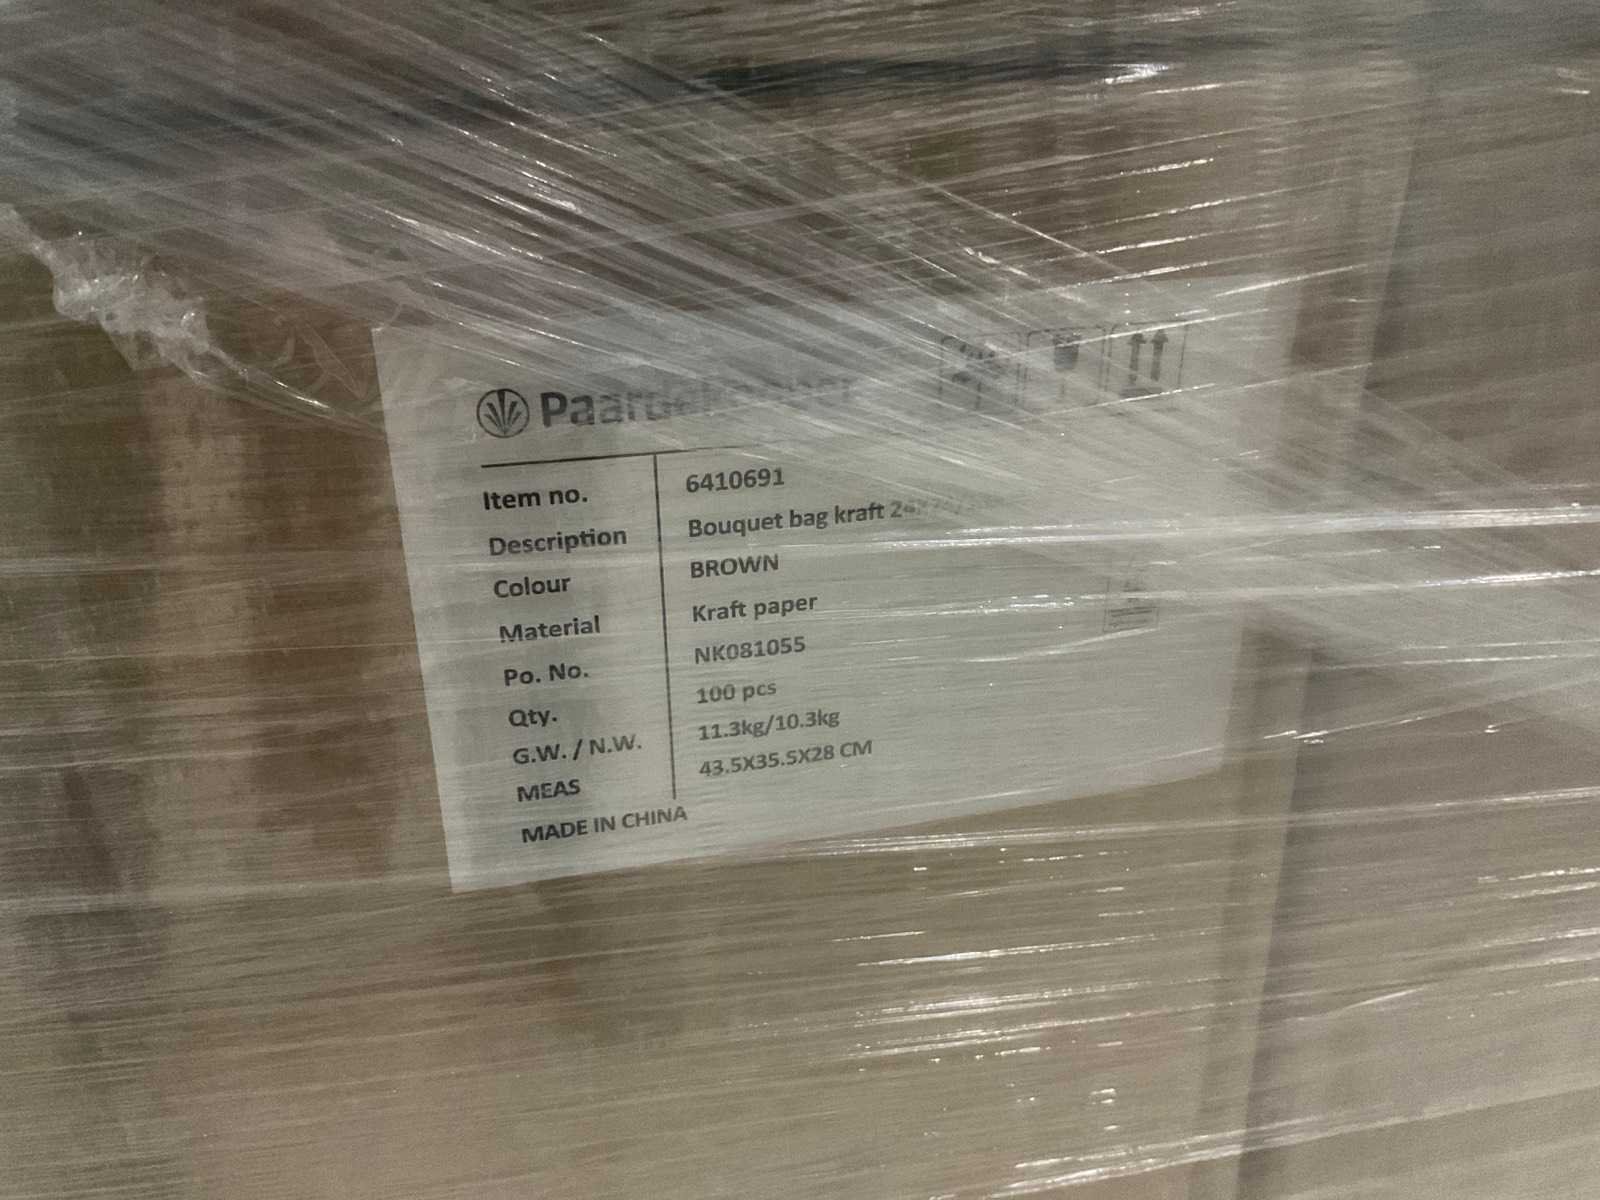 Paardekooper
Item no. 6410691
Description Bouquet bag kraft
Colour BROWN
Material Kraft paper
Po. No. NK081055
Qty. 100 pcs
G.W. / N.W. 11.3kg/10.3kg
MEAS 43.5X35.5X28 CM
MADE IN CHINA